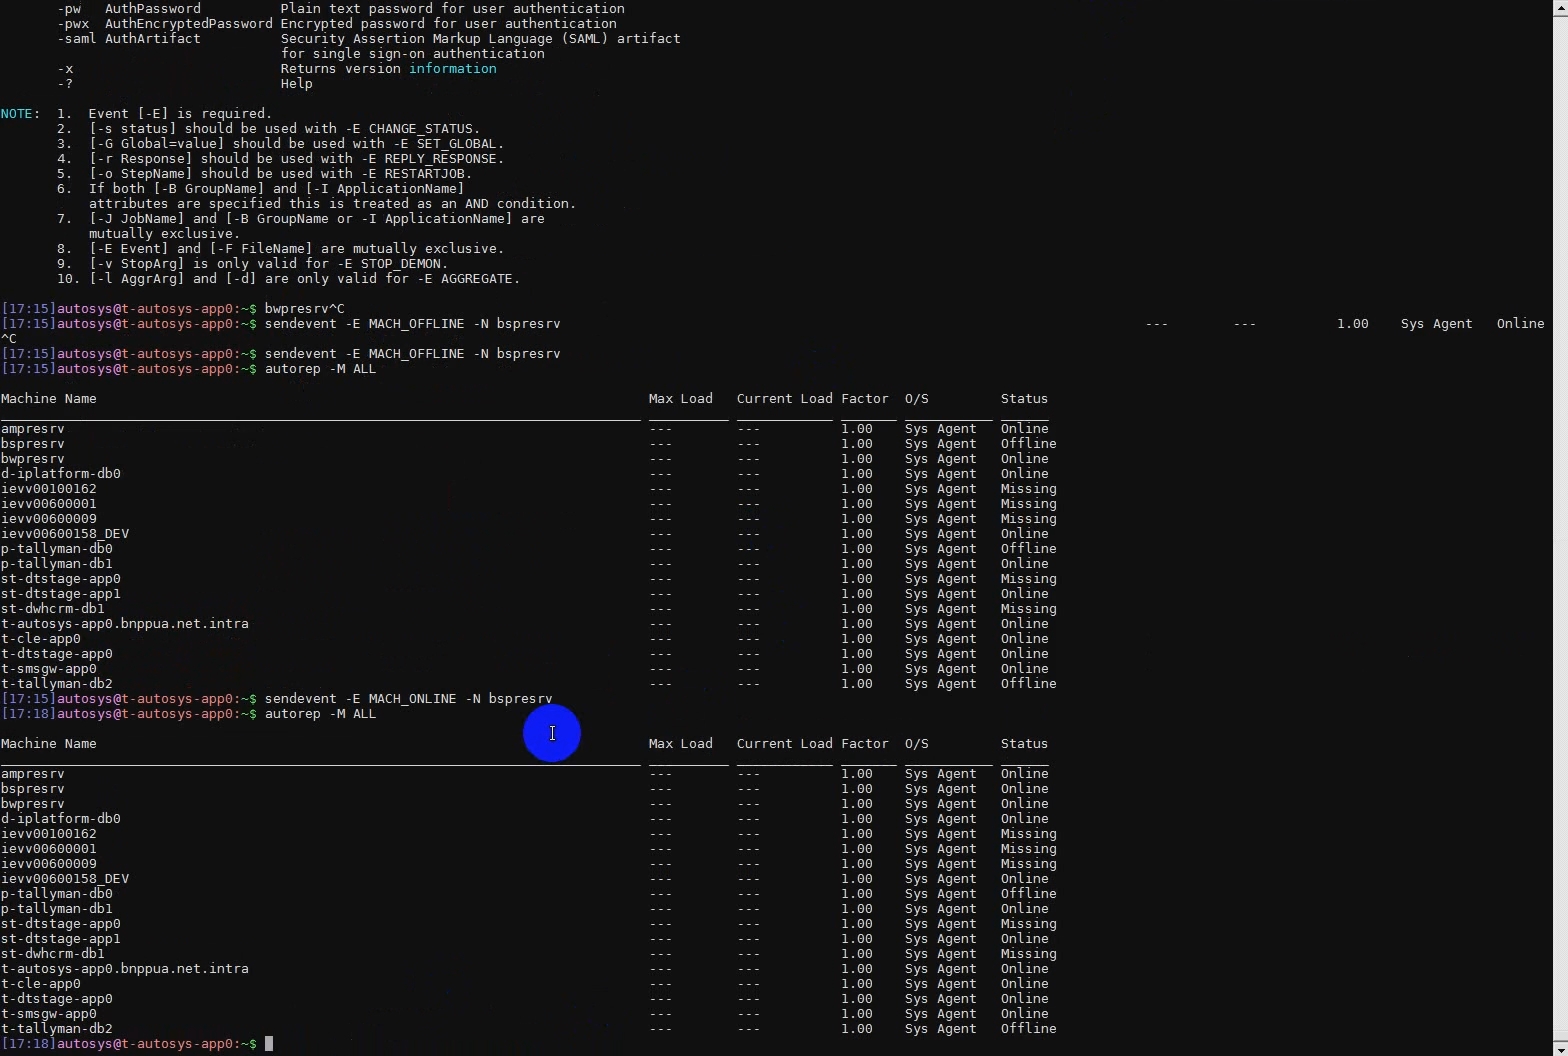 -pw   AuthPassword          Plain text password for user authentication
-pwx  AuthEncryptedPassword Encrypted password for user authentication
-saml AuthArtifact          Security Assertion Markup Language (SAML) artifact
for single sign-on authentication
-x                          Returns version information
-?                          Help
NOTE:  1.  Event [-E] is required.
2.  [-s status] should be used with -E CHANGE_STATUS.
3.  [-G Global=value] should be used with -E SET_GLOBAL.
4.  [-r Response] should be used with -E REPLY_RESPONSE.
5.  [-o StepName] should be used with -E RESTARTJOB.
6.  If both [-B GroupName] and [-I ApplicationName]
attributes are specified this is treated as an AND condition.
7.  [-J JobName] and [-B GroupName or -I ApplicationName] are
mutually exclusive.
8.  [-E Event] and [-F FileName] are mutually exclusive.
9.  [-v StopArg] is only valid for -E STOP_DEMON.
10. [-l AggrArg] and [-d] are only valid for -E AGGREGATE.
[17:15]autosys@t-autosys-app0:~$ bwpresrv^C
[17:15]autosys@t-autosys-app0:~$ sendevent -E MACH_OFFLINE -N bspresrv   ---   ---   1.00   Sys Agent   Online
^C
[17:15]autosys@t-autosys-app0:~$ sendevent -E MACH_OFFLINE -N bspresrv
[17:15]autosys@t-autosys-app0:~$ autorep -M ALL
Machine Name   Max Load   Current Load Factor   O/S   Status
ampresrv   ---   ---   1.00   Sys Agent   Online
bspresrv   ---   ---   1.00   Sys Agent   Offline
bwpresrv   ---   ---   1.00   Sys Agent   Online
d-iplatform-db0   ---   ---   1.00   Sys Agent   Online
ievv00100162   ---   ---   1.00   Sys Agent   Missing
ievv00600001   ---   ---   1.00   Sys Agent   Missing
ievv00600009   ---   ---   1.00   Sys Agent   Missing
ievv00600158_DEV   ---   ---   1.00   Sys Agent   Online
p-tallyman-db0   ---   ---   1.00   Sys Agent   Offline
p-tallyman-db1   ---   ---   1.00   Sys Agent   Online
st-dtstage-app0   ---   ---   1.00   Sys Agent   Missing
st-dtstage-app1   ---   ---   1.00   Sys Agent   Online
st-dwhcrm-db1   ---   ---   1.00   Sys Agent   Missing
t-autosys-app0.bnppua.net.intra   ---   ---   1.00   Sys Agent   Online
t-cle-app0   ---   ---   1.00   Sys Agent   Online
t-dtstage-app0   ---   ---   1.00   Sys Agent   Online
t-smsgw-app0   ---   ---   1.00   Sys Agent   Online
t-tallyman-db2   ---   ---   1.00   Sys Agent   Offline
[17:15]autosys@t-autosys-app0:~$ sendevent -E MACH_ONLINE -N bspresrv
[17:18]autosys@t-autosys-app0:~$ autorep -M ALL
Machine Name   Max Load   Current Load Factor   O/S   Status
ampresrv   ---   ---   1.00   Sys Agent   Online
bspresrv   ---   ---   1.00   Sys Agent   Online
bwpresrv   ---   ---   1.00   Sys Agent   Online
d-iplatform-db0   ---   ---   1.00   Sys Agent   Online
ievv00100162   ---   ---   1.00   Sys Agent   Missing
ievv00600001   ---   ---   1.00   Sys Agent   Missing
ievv00600009   ---   ---   1.00   Sys Agent   Missing
ievv00600158_DEV   ---   ---   1.00   Sys Agent   Online
p-tallyman-db0   ---   ---   1.00   Sys Agent   Offline
p-tallyman-db1   ---   ---   1.00   Sys Agent   Online
st-dtstage-app0   ---   ---   1.00   Sys Agent   Missing
st-dtstage-app1   ---   ---   1.00   Sys Agent   Online
st-dwhcrm-db1   ---   ---   1.00   Sys Agent   Missing
t-autosys-app0.bnppua.net.intra   ---   ---   1.00   Sys Agent   Online
t-cle-app0   ---   ---   1.00   Sys Agent   Online
t-dtstage-app0   ---   ---   1.00   Sys Agent   Online
t-smsgw-app0   ---   ---   1.00   Sys Agent   Online
t-tallyman-db2   ---   ---   1.00   Sys Agent   Offline
[17:18]autosys@t-autosys-app0:~$